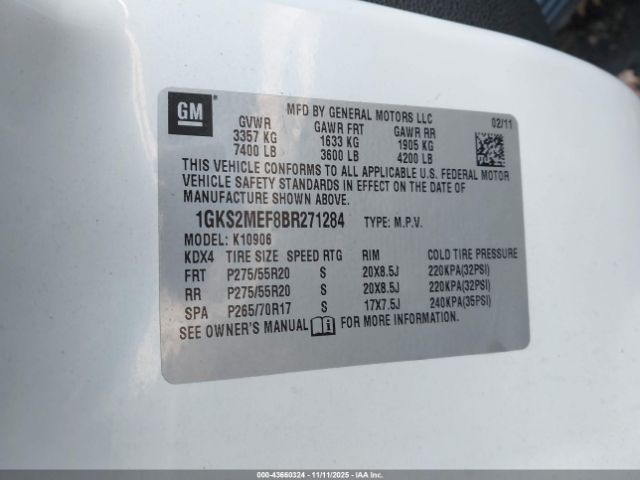 GM
MFD BY GENERAL MOTORS LLC
02/11
GVWR GAWR FRT GAWR RR
3357 KG 1633 KG 1905 KG
7400 LB 3600 LB 4200 LB
THIS VEHICLE CONFORMS TO ALL APPLICABLE U.S. FEDERAL MOTOR
VEHICLE SAFETY STANDARDS IN EFFECT ON THE DATE OF
MANUFACTURE SHOWN ABOVE.
1GKS2MEF8BR271284 TYPE: M.P.V.
MODEL: K10906
KDX4 TIRE SIZE SPEED RTG RIM COLD TIRE PRESSURE
FRT P275/55R20 S 20X8.5J 220KPA(32PSI)
RR P275/55R20 S 20X8.5J 220KPA(32PSI)
SPA P265/70R17 S 17X7.5J 240KPA(35PSI)
SEE OWNER'S MANUAL FOR MORE INFORMATION.
000-43660324 - 11/11/2025 - IAA, Inc.